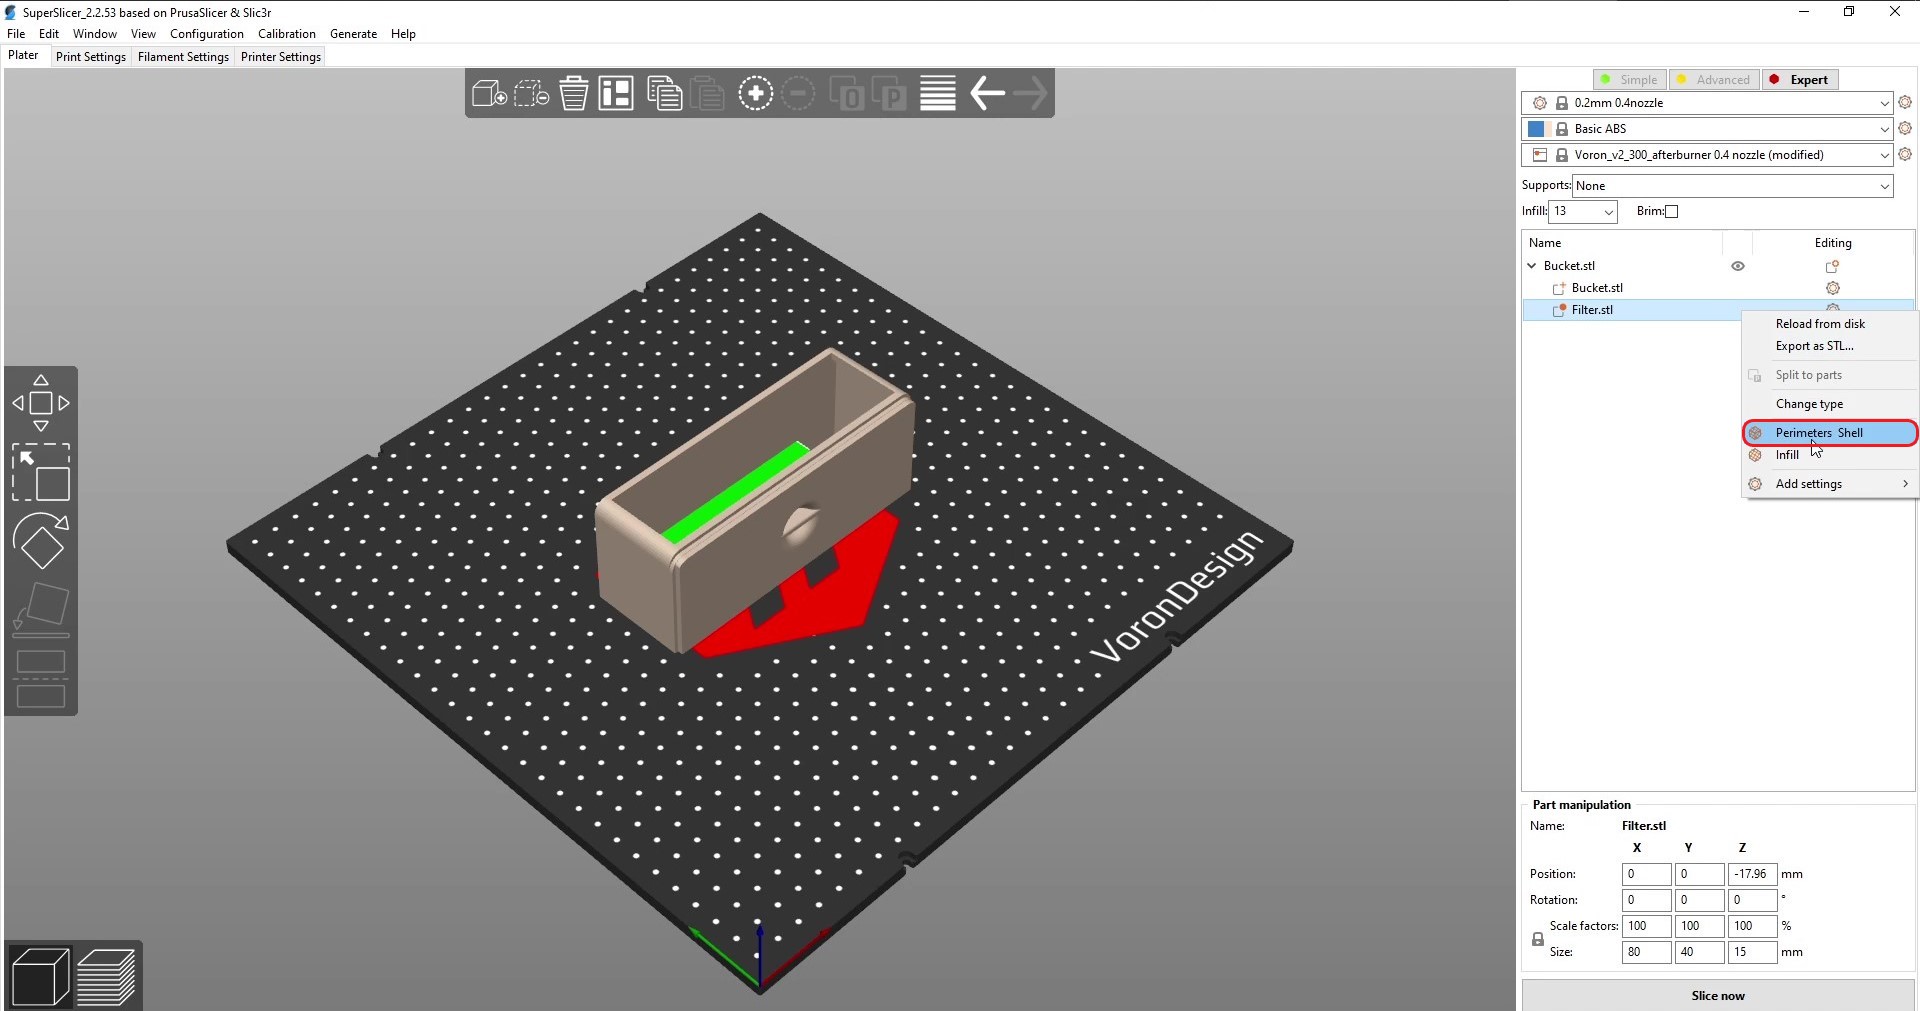 SuperSlicer_2.2.53 based on PrusaSlicer & Slic3r
File Edit Window View Configuration Calibration Generate Help
Plater Print Settings Filament Settings Printer Settings
Simple Advanced Expert
0.2mm 0.4nozzle
Basic ABS
Voron_v2_300_afterburner 0.4 nozzle (modified)
Supports: None
Infill: 13 Brim:
Name Editing
Bucket.stl
Bucket.stl
Filter.stl
Reload from disk
Export as STL...
Split to parts
Change type
Perimeters Shell
Infill
Add settings
O P
VoronDesign
Part manipulation
Name: Filter.stl
X Y Z
Position: 0 0 -17.96 mm
Rotation: 0 0 0 °
Scale factors: 100 100 100 %
Size: 80 40 15 mm
Slice now